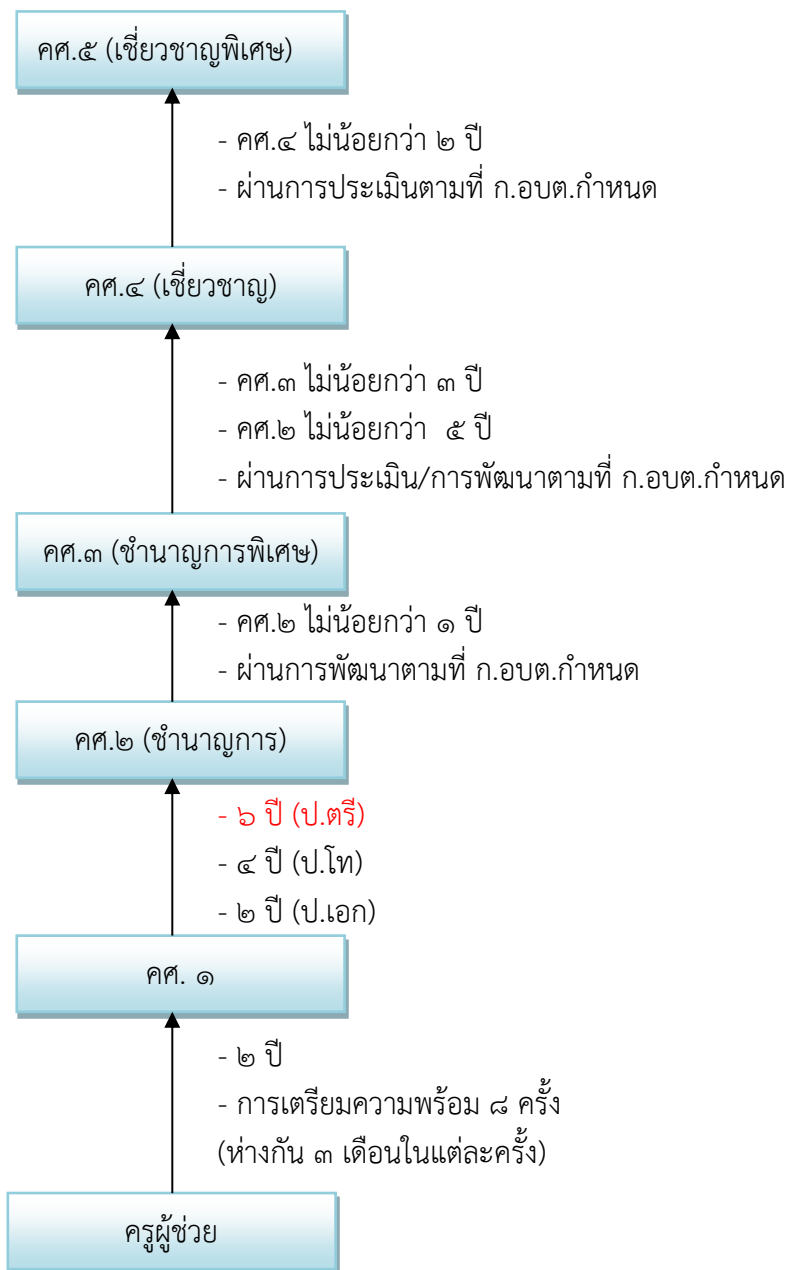 คศ.๕ (เชี่ยวชาญพิเศษ)
- คศ.๔ ไม่น้อยกว่า ๒ ปี
- ผ่านการประเมินตามที่ ก.อบต.กำหนด
คศ.๔ (เชี่ยวชาญ)
- คศ.๓ ไม่น้อยกว่า ๓ ปี
- คศ.๒ ไม่น้อยกว่า ๕ ปี
- ผ่านการประเมิน/การพัฒนาตามที่ ก.อบต.กำหนด
คศ.๓ (ชำนาญการพิเศษ)
- คศ.๒ ไม่น้อยกว่า ๑ ปี
- ผ่านการพัฒนาตามที่ ก.อบต.กำหนด
คศ.๒ (ชำนาญการ)
- ๖ ปี (ป.ตรี)
- ๔ ปี (ป.โท)
- ๒ ปี (ป.เอก)
คศ. ๑
- ๒ ปี
- การเตรียมความพร้อม ๘ ครั้ง
(ห่างกัน ๓ เดือนในแต่ละครั้ง)
ครูผู้ช่วย